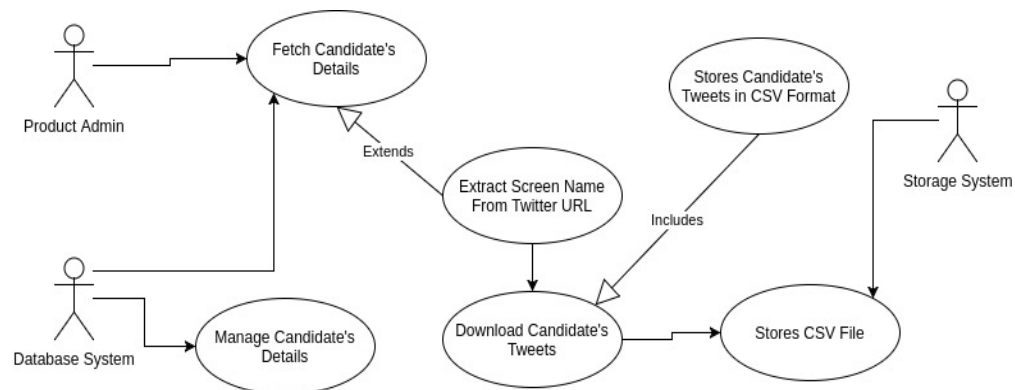 Fetch Candidate's
Details
Product Admin
Stores Candidate's
Tweets in CSV Format
Extends
Extract Screen Name
From Twitter URL
Storage System
Includes
Manage Candidate's
Details
Database System
Download Candidate's
Tweets
Stores CSV File